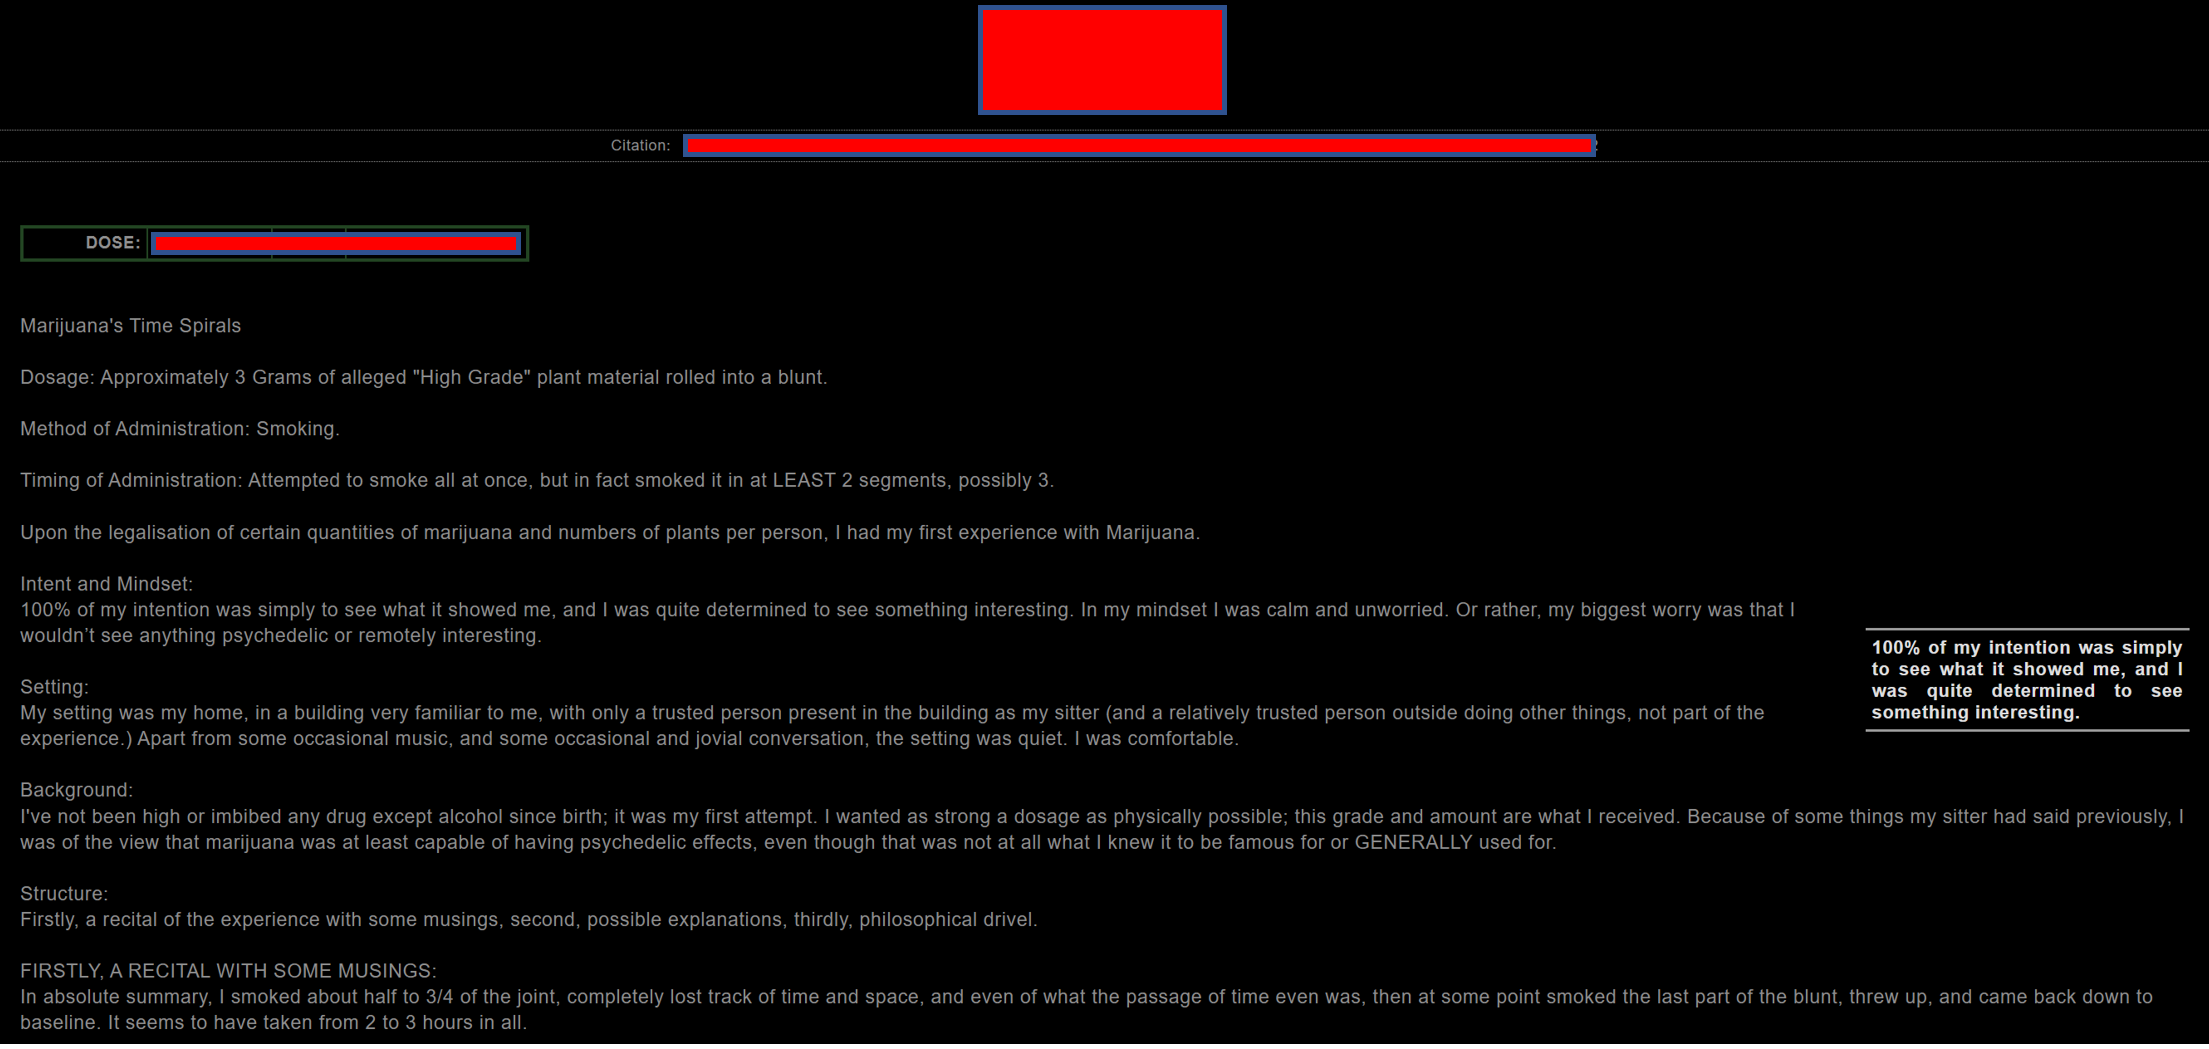 Citation:
DOSE:
Marijuana's Time Spirals
Dosage: Approximately 3 Grams of alleged "High Grade" plant material rolled into a blunt.
Method of Administration: Smoking.
Timing of Administration: Attempted to smoke all at once, but in fact smoked it in at LEAST 2 segments, possibly 3.
Upon the legalisation of certain quantities of marijuana and numbers of plants per person, I had my first experience with Marijuana.
Intent and Mindset:
100% of my intention was simply to see what it showed me, and I was quite determined to see something interesting. In my mindset I was calm and unworried. Or rather, my biggest worry was that I
wouldn’t see anything psychedelic or remotely interesting.
100% of my intention was simply
to see what it showed me, and I
was quite determined to see
something interesting.
Setting:
My setting was my home, in a building very familiar to me, with only a trusted person present in the building as my sitter (and a relatively trusted person outside doing other things, not part of the
experience.) Apart from some occasional music, and some occasional and jovial conversation, the setting was quiet. I was comfortable.
Background:
I've not been high or imbibed any drug except alcohol since birth; it was my first attempt. I wanted as strong a dosage as physically possible; this grade and amount are what I received. Because of some things my sitter had said previously, I
was of the view that marijuana was at least capable of having psychedelic effects, even though that was not at all what I knew it to be famous for or GENERALLY used for.
Structure:
Firstly, a recital of the experience with some musings, second, possible explanations, thirdly, philosophical drivel.
FIRSTLY, A RECITAL WITH SOME MUSINGS:
In absolute summary, I smoked about half to 3/4 of the joint, completely lost track of time and space, and even of what the passage of time even was, then at some point smoked the last part of the blunt, threw up, and came back down to
baseline. It seems to have taken from 2 to 3 hours in all.